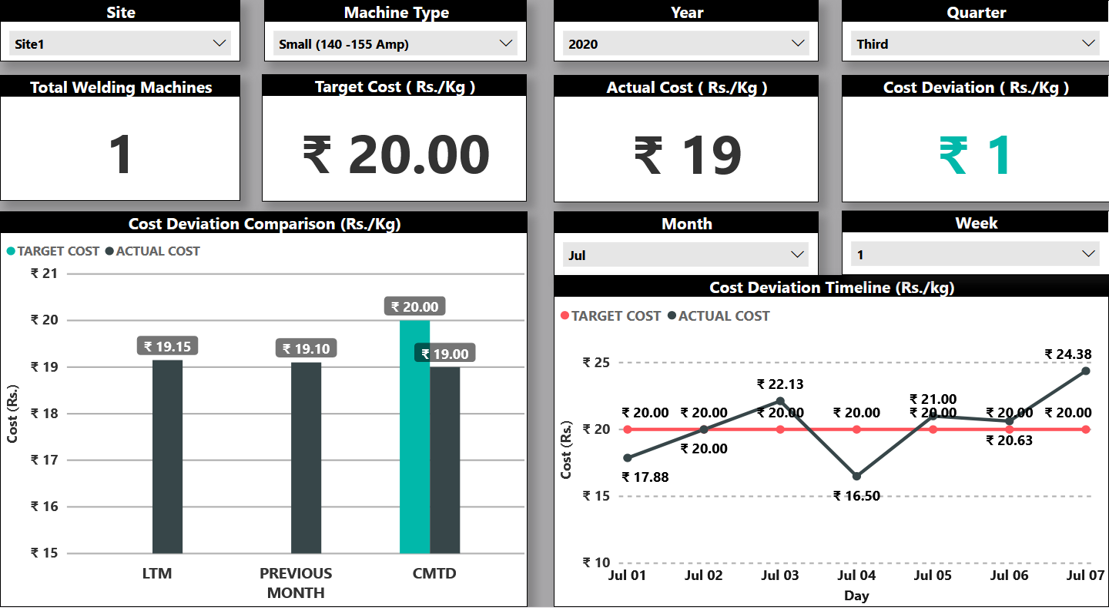 Site
Machine Type
Year
Quarter
Site1
Small (140 -155 Amp)
2020
Third
Total Welding Machines
Target Cost ( Rs./Kg )
Actual Cost ( Rs./Kg )
Cost Deviation ( Rs./Kg )
1
₹ 20.00
₹ 19
₹ 1
Cost Deviation Comparison (Rs./Kg)
TARGET COST
ACTUAL COST
₹ 21
₹ 20
₹ 19
₹ 18
₹ 17
₹ 16
₹ 15
Cost (Rs.)
₹ 19.15
₹ 19.10
₹ 20.00
₹ 19.00
LTM
PREVIOUS
MONTH
CMTD
Month
Week
Jul
1
Cost Deviation Timeline (Rs./kg)
TARGET COST
ACTUAL COST
₹ 25
₹ 20
₹ 15
₹ 10
Cost (Rs.)
₹ 24.38
₹ 22.13
₹ 21.00
₹ 20.00
₹ 20.00
₹ 20.00
₹ 20.00
₹ 20.00
₹ 20.00
₹ 20.00
₹ 20.00
₹ 20.63
₹ 17.88
₹ 16.50
Jul 01
Jul 02
Jul 03
Jul 04
Jul 05
Jul 06
Jul 07
Day